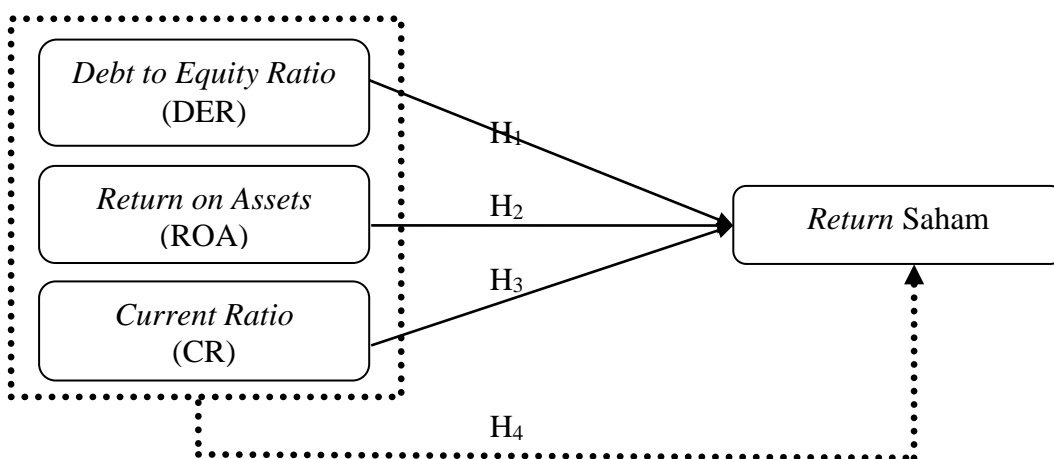 Debt to Equity Ratio
(DER)
H₁
Return on Assets
(ROA)
H₂
Return Saham
H₃
Current Ratio
(CR)
H₄